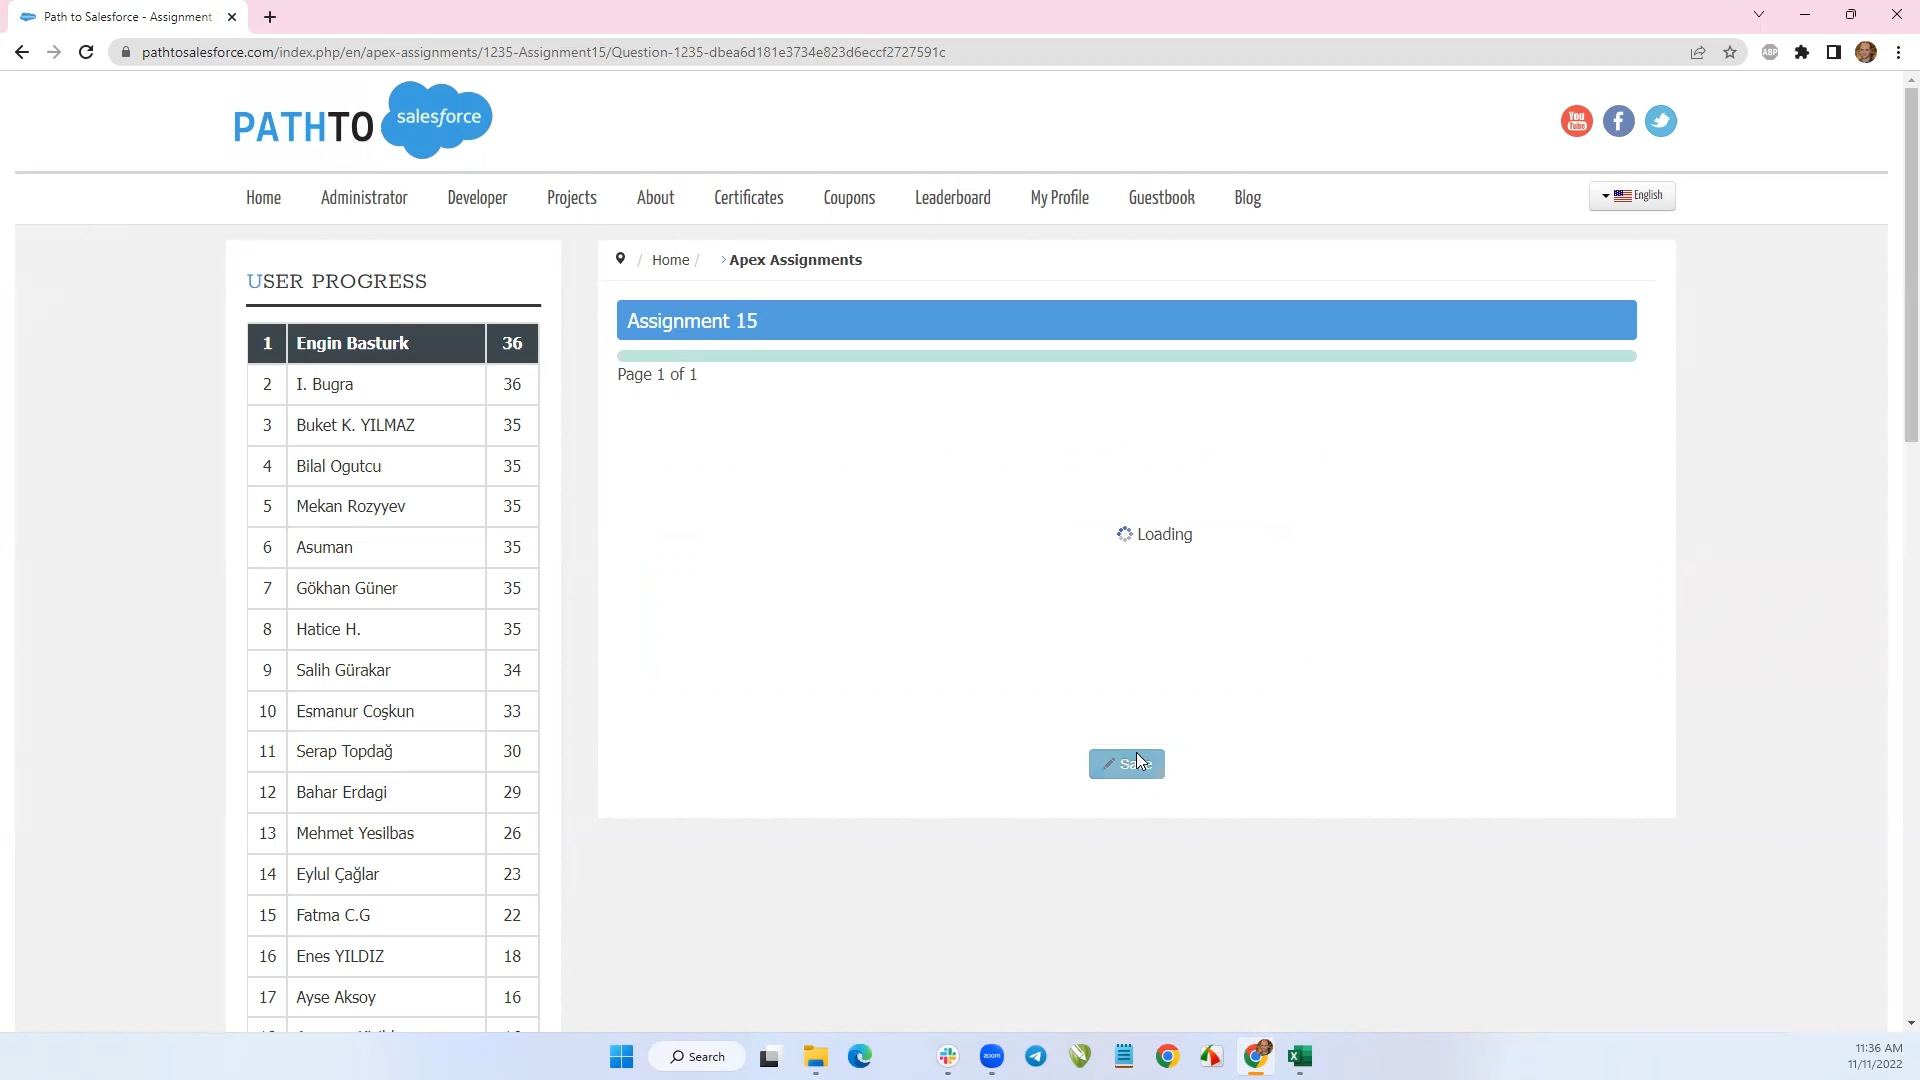 Path to Salesforce - Assignment
pathtosalesforce.com/index.php/en/apex-assignments/1235-Assignment15/Question-1235-dbea6d181e3734e823d6eccf2727591c
ABP
PATHTO salesforce
You Tube
Home Administrator Developer Projects About Certificates Coupons Leaderboard My Profile Guestbook Blog
English
USER PROGRESS
1 Engin Basturk 36
2 I. Bugra 36
3 Buket K. YILMAZ 35
4 Bilal Ogutcu 35
5 Mekan Rozyyev 35
6 Asuman 35
7 Gökhan Güner 35
8 Hatice H. 35
9 Salih Gürakar 34
10 Esmanur Coşkun 33
11 Serap Topdağ 30
12 Bahar Erdagi 29
13 Mehmet Yesilbas 26
14 Eylul Çağlar 23
15 Fatma C.G 22
16 Enes YILDIZ 18
17 Ayse Aksoy 16
/ Home / > Apex Assignments
Assignment 15
Page 1 of 1
Loading
Save
Search
zoom
11:36 AM
11/11/2022